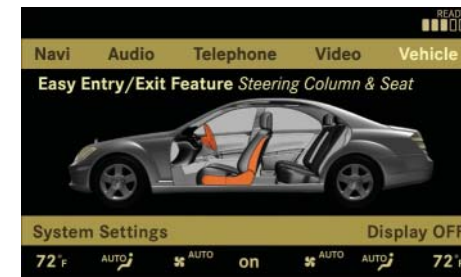 READ
Navi Audio Telephone Video Vehicle
Easy Entry/Exit Feature Steering Column & Seat
System Settings Display OFF
72°F AUTO AUTO on AUTO AUTO 72°